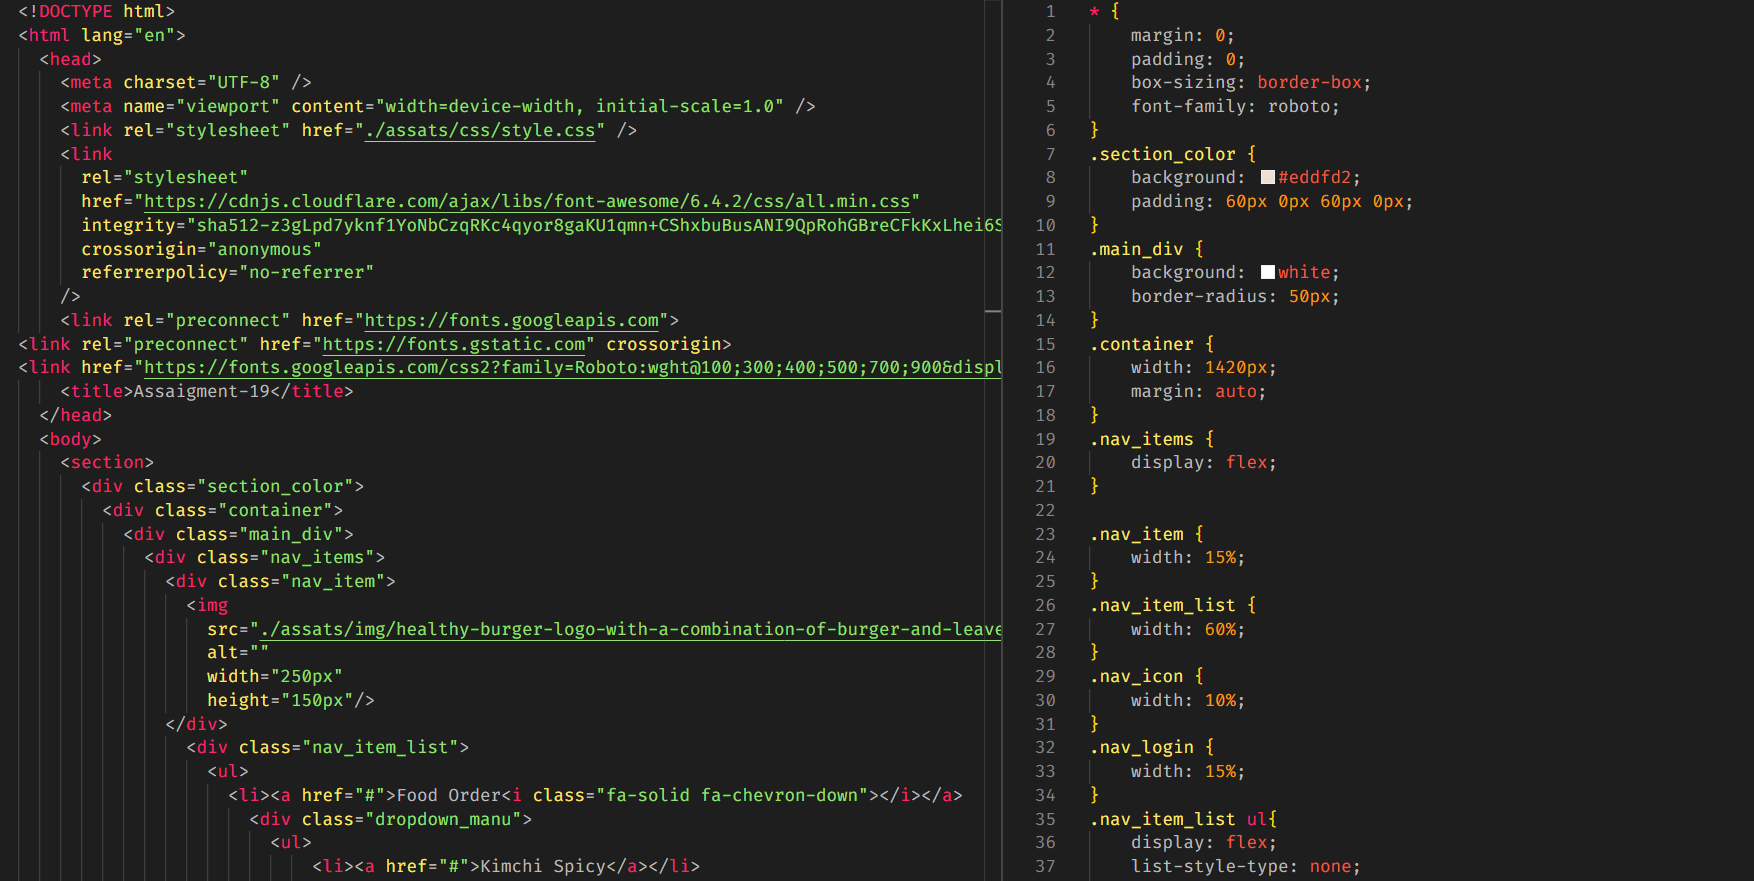 <!DOCTYPE html>
<html lang="en">
<head>
<meta charset="UTF-8" />
<meta name="viewport" content="width=device-width, initial-scale=1.0" />
<link rel="stylesheet" href="./assats/css/style.css" />
<link
rel="stylesheet"
href="https://cdnjs.cloudflare.com/ajax/libs/font-awesome/6.4.2/css/all.min.css"
integrity="sha512-z3gLpd7yknf1YoNbCzqRKc4qyor8gaKU1qmn+CShxbuBusANI9QpRohGBreCFkKxLhei6S
crossorigin="anonymous"
referrerpolicy="no-referrer"
/>
<link rel="preconnect" href="https://fonts.googleapis.com">
<link rel="preconnect" href="https://fonts.gstatic.com" crossorigin>
<link href="https://fonts.googleapis.com/css2?family=Roboto:wght@100;300;400;500;700;900&displ
<title>Assaigment-19</title>
</head>
<body>
<section>
<div class="section_color">
<div class="container">
<div class="main_div">
<div class="nav_items">
<div class="nav_item">
<img
src="./assats/img/healthy-burger-logo-with-a-combination-of-burger-and-leave
alt=""
width="250px"
height="150px"/>
</div>
<div class="nav_item_list">
<ul>
<li><a href="#">Food Order<i class="fa-solid fa-chevron-down"></i></a>
<div class="dropdown_manu">
<ul>
<li><a href="#">Kimchi Spicy</a></li>
1 * {
2 margin: 0;
3 padding: 0;
4 box-sizing: border-box;
5 font-family: roboto;
6 }
7 .section_color {
8 background: #eddfd2;
9 padding: 60px 0px 60px 0px;
10 }
11 .main_div {
12 background: white;
13 border-radius: 50px;
14 }
15 .container {
16 width: 1420px;
17 margin: auto;
18 }
19 .nav_items {
20 display: flex;
21 }
22
23 .nav_item {
24 width: 15%;
25 }
26 .nav_item_list {
27 width: 60%;
28 }
29 .nav_icon {
30 width: 10%;
31 }
32 .nav_login {
33 width: 15%;
34 }
35 .nav_item_list ul{
36 display: flex;
37 list-style-type: none;